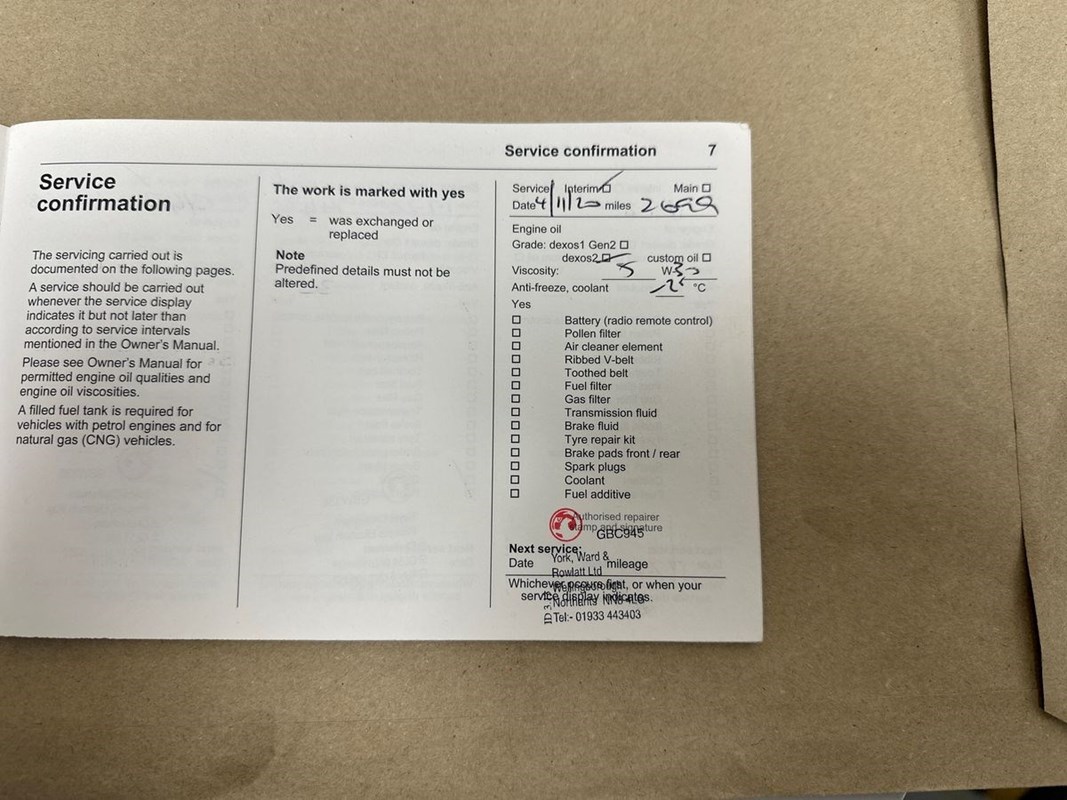 Service confirmation 7
Service
confirmation
The servicing carried out is
documented on the following pages.
A service should be carried out
whenever the service display
indicates it but not later than
according to service intervals
mentioned in the Owner's Manual.
Please see Owner's Manual for
permitted engine oil qualities and
engine oil viscosities.
A filled fuel tank is required for
vehicles with petrol engines and for
natural gas (CNG) vehicles.
The work is marked with yes
Yes = was exchanged or
replaced
Note
Predefined details must not be
altered.
Service Interim Main
Date 4/11/20 miles
Engine oil
Grade: dexos1 Gen2
dexos2 custom oil
Viscosity: 5 W30
Anti-freeze, coolant °C
Yes
Battery (radio remote control)
Pollen filter
Air cleaner element
Ribbed V-belt
Toothed belt
Fuel filter
Gas filter
Transmission fluid
Brake fluid
Tyre repair kit
Brake pads front / rear
Spark plugs
Coolant
Fuel additive
Authorised repairer
stamp and signature
GBC945
Next service:
York, Ward &
Date mileage
Rowlatt Ltd
Whichever occurs first, or when your
Wellingborough
service display indicates.
Northants NN8 4LG
Tel:- 01933 443403